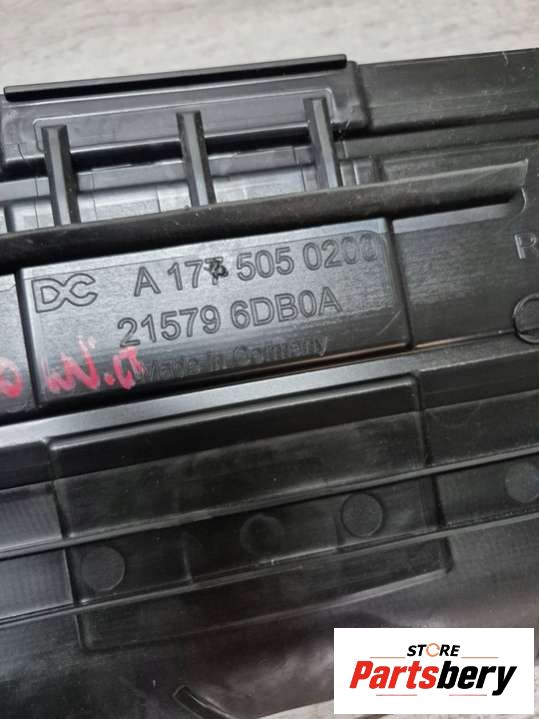 DC A 177 505 0200
21579 6DB0A
Made in Germany
R
STORE
Partsbery